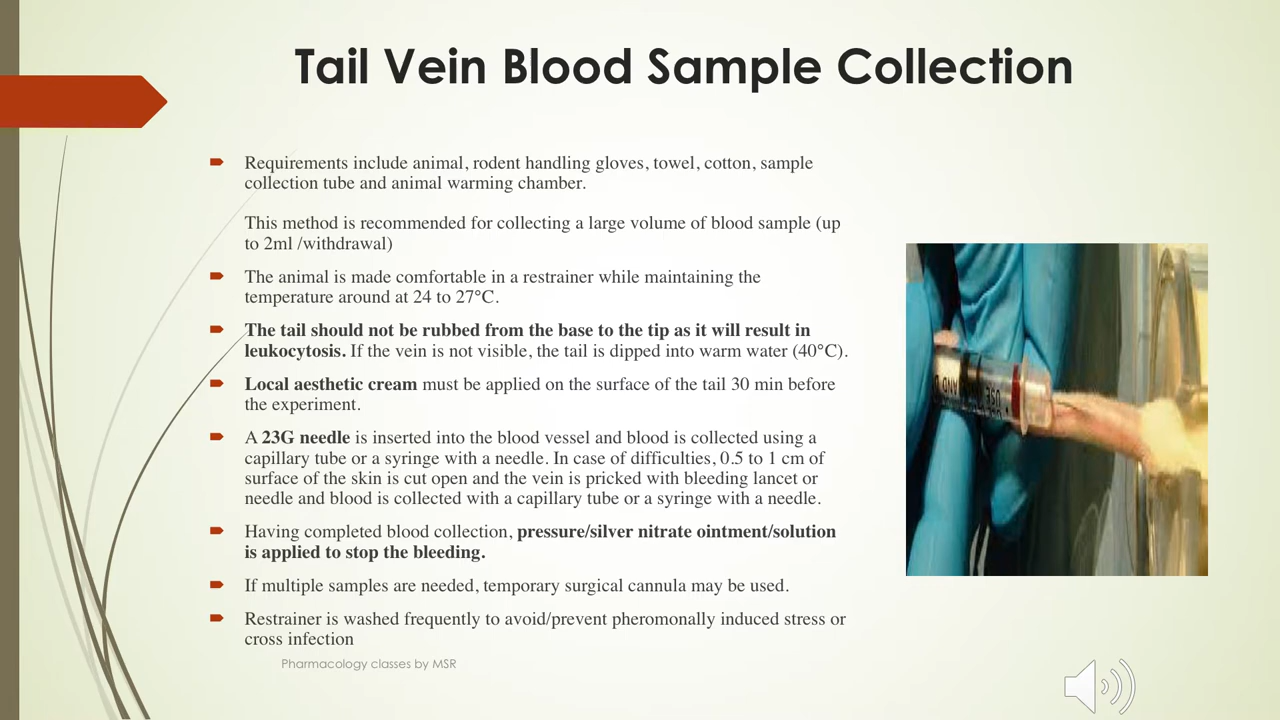 Tail Vein Blood Sample Collection
Requirements include animal, rodent handling gloves, towel, cotton, sample
collection tube and animal warming chamber.
This method is recommended for collecting a large volume of blood sample (up
to 2ml /withdrawal)
The animal is made comfortable in a restrainer while maintaining the
temperature around at 24 to 27°C.
The tail should not be rubbed from the base to the tip as it will result in
leukocytosis. If the vein is not visible, the tail is dipped into warm water (40°C).
Local aesthetic cream must be applied on the surface of the tail 30 min before
the experiment.
A 23G needle is inserted into the blood vessel and blood is collected using a
capillary tube or a syringe with a needle. In case of difficulties, 0.5 to 1 cm of
surface of the skin is cut open and the vein is pricked with bleeding lancet or
needle and blood is collected with a capillary tube or a syringe with a needle.
Having completed blood collection, pressure/silver nitrate ointment/solution
is applied to stop the bleeding.
If multiple samples are needed, temporary surgical cannula may be used.
Restrainer is washed frequently to avoid/prevent pheromonally induced stress or
cross infection
Pharmacology classes by MSR